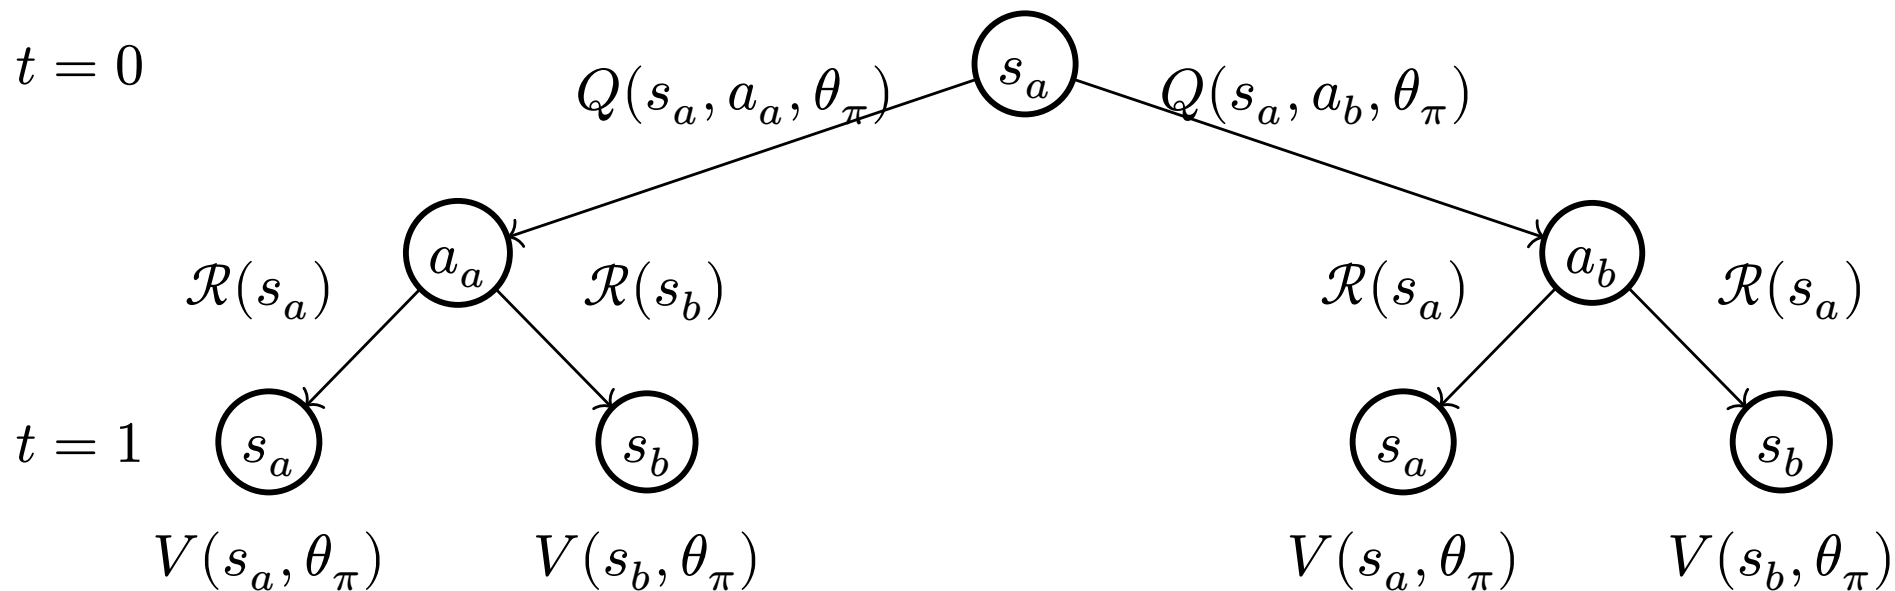 t = 0
s_a
Q(s_a, a_a, θ_π)
Q(s_a, a_b, θ_π)
a_a
a_b
ℛ(s_a)
ℛ(s_b)
ℛ(s_a)
ℛ(s_a)
t = 1
s_a
s_b
s_a
s_b
V(s_a, θ_π)
V(s_b, θ_π)
V(s_a, θ_π)
V(s_b, θ_π)